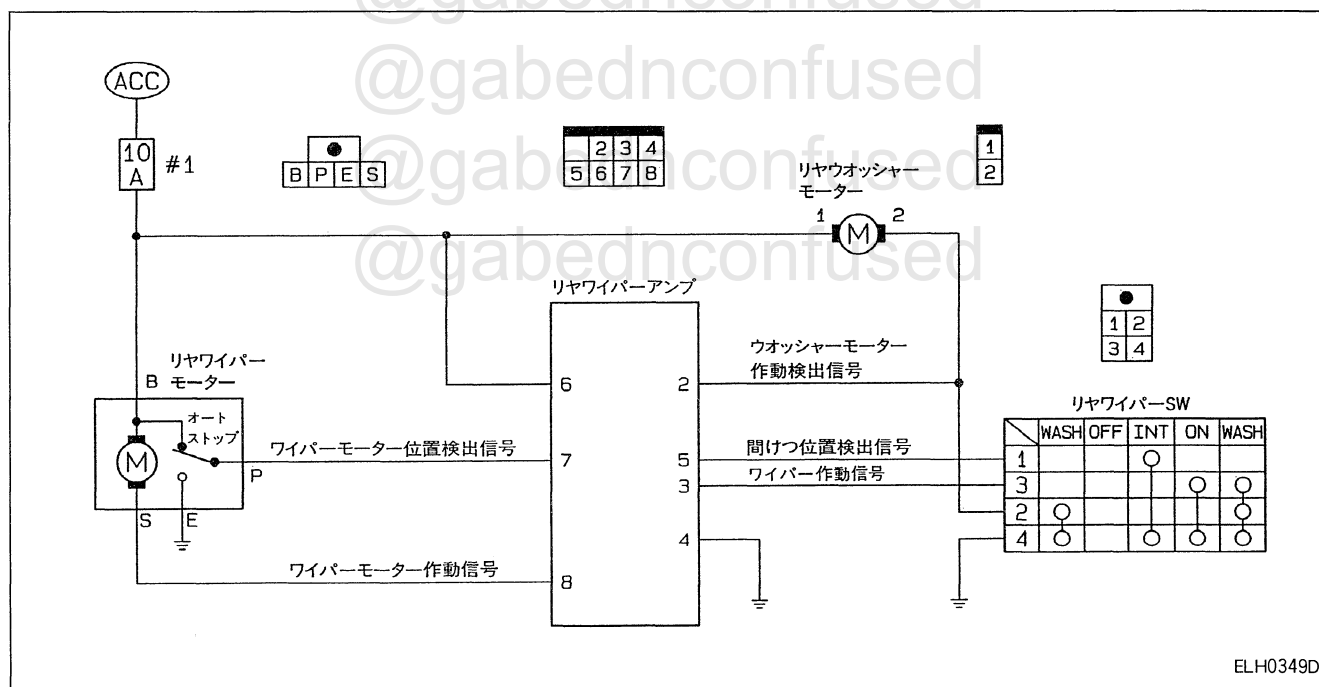 @gabednconfused
@gabednconfused
@gabednconfused
@gabednconfused
ACC
10
A
#1
B P E S
2 3 4
5 6 7 8
1
2
リヤウオッシャー
モーター
1 M 2
リヤワイパーアンプ
1 2
3 4
リヤワイパー
モーター
B
オート
ストップ
M
P
S
E
ワイパーモーター位置検出信号
ワイパーモーター作動信号
6
7
8
2
5
3
4
ウオッシャーモーター
作動検出信号
間けつ位置検出信号
ワイパー作動信号
リヤワイパーSW
WASH OFF INT ON WASH
1
3
2
4
ELH0349D